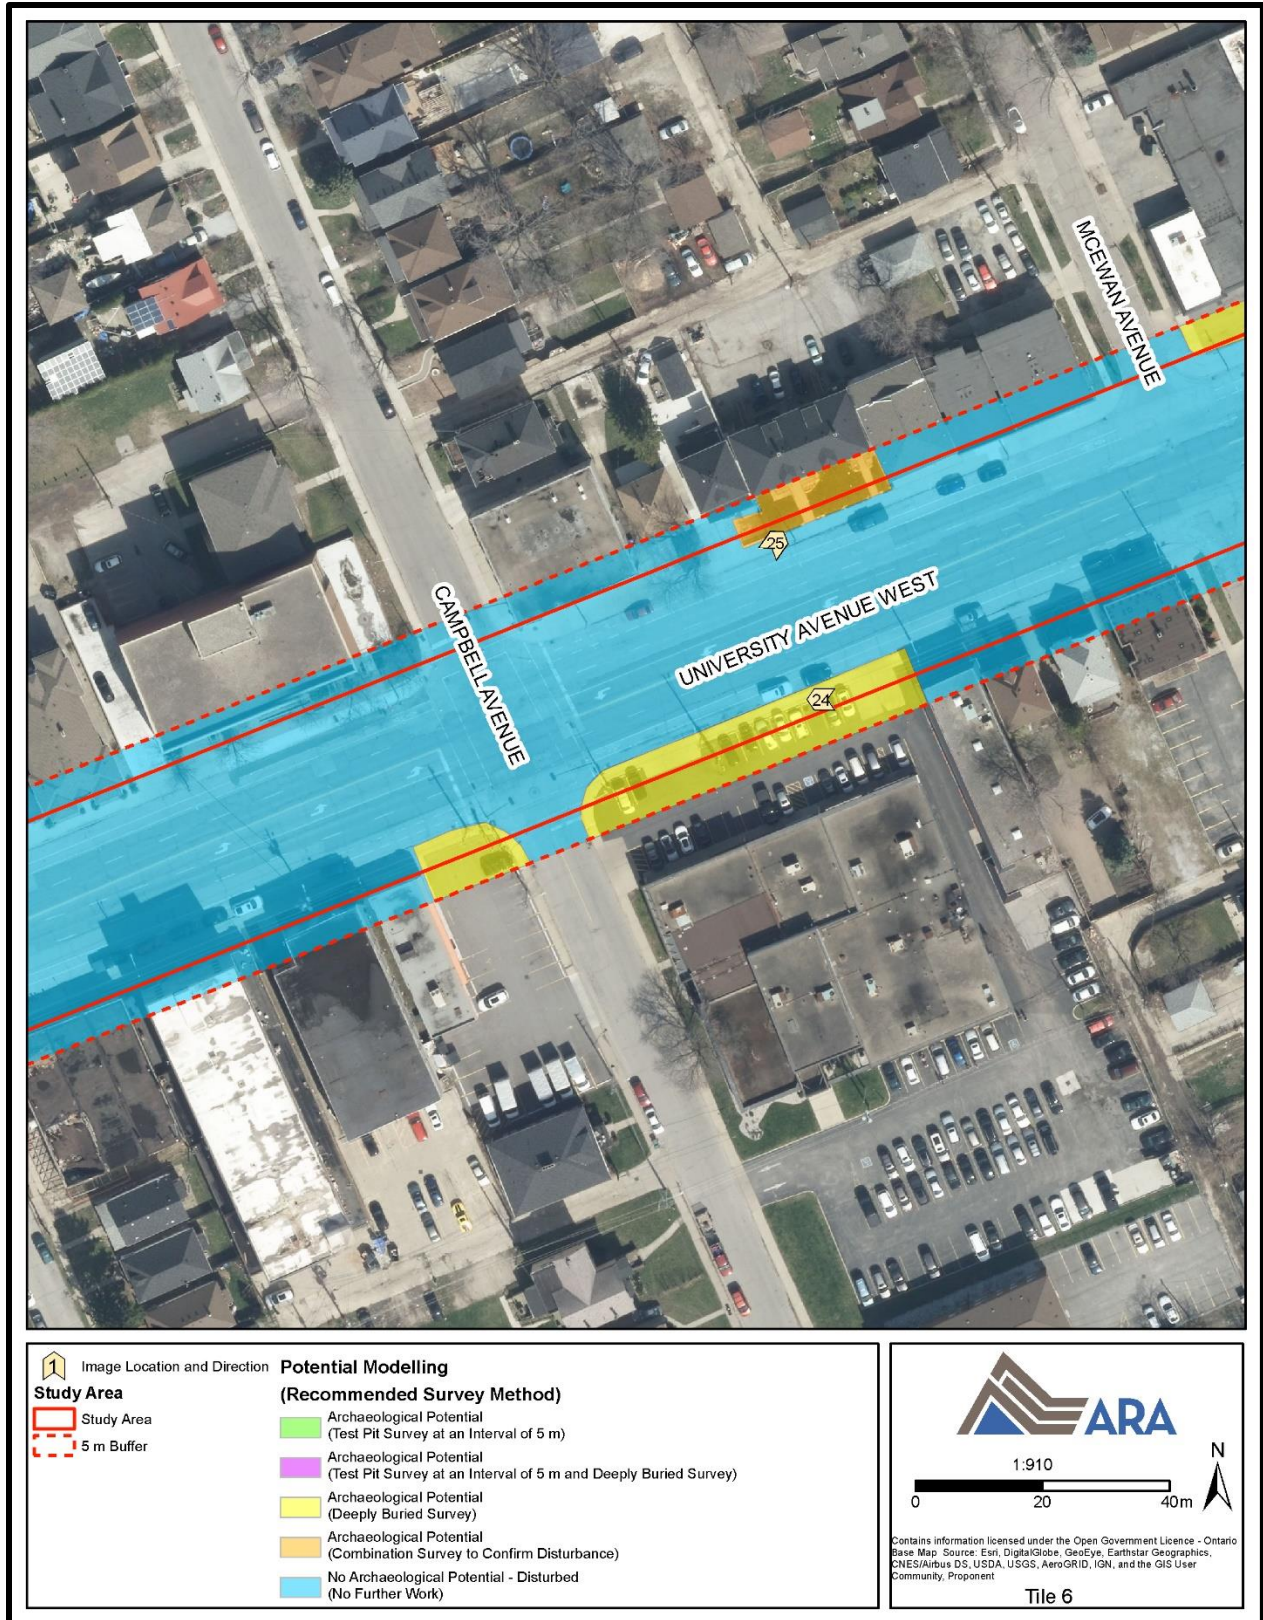 MCEWAN AVENUE
25
CAMPBELL AVENUE
UNIVERSITY AVENUE WEST
24
1 Image Location and Direction
Study Area
Study Area
5 m Buffer
Potential Modelling
(Recommended Survey Method)
Archaeological Potential
(Test Pit Survey at an Interval of 5 m)
Archaeological Potential
(Test Pit Survey at an Interval of 5 m and Deeply Buried Survey)
Archaeological Potential
(Deeply Buried Survey)
Archaeological Potential
(Combination Survey to Confirm Disturbance)
No Archaeological Potential - Disturbed
(No Further Work)
ARA
1:910
N
0 20 40m
Contains information licensed under the Open Government Licence - Ontario
Base Map Source: Esri, DigitalGlobe, GeoEye, Earthstar Geographics,
CNES/Airbus DS, USDA, USGS, AeroGRID, IGN, and the GIS User
Community, Proponent
Tile 6